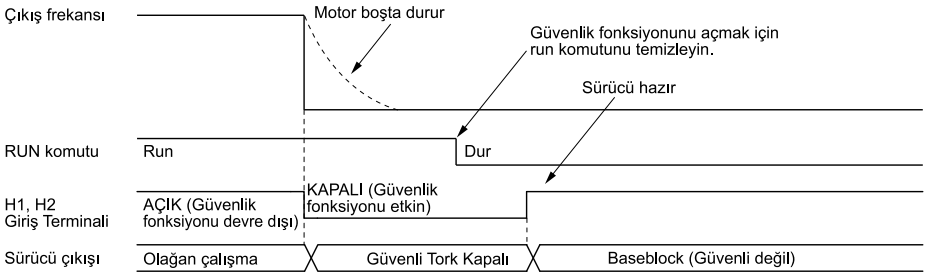 Çıkış frekansı
Motor boşta durur
Güvenlik fonksiyonunu açmak için
run komutunu temizleyin.
Sürücü hazır
RUN komutu
Run
Dur
H1, H2
Giriş Terminali
AÇIK (Güvenlik
fonksiyonu devre dışı)
KAPALI (Güvenlik
fonksiyonu etkin)
Sürücü çıkışı
Olağan çalışma
Güvenli Tork Kapalı
Baseblock (Güvenli değil)